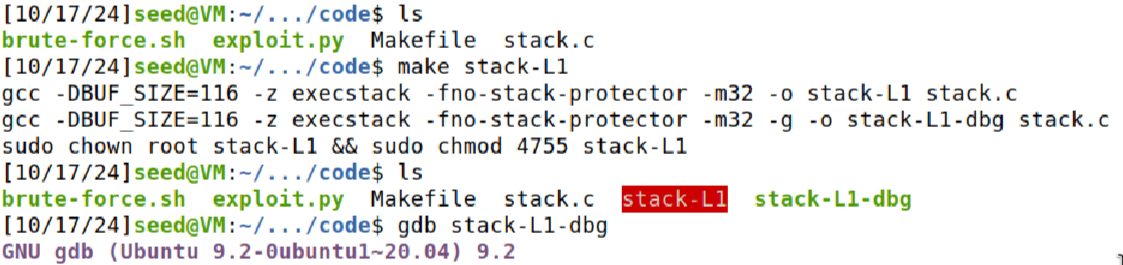 [10/17/24]seed@VM:~/.../code$ ls
brute-force.sh  exploit.py  Makefile  stack.c
[10/17/24]seed@VM:~/.../code$ make stack-L1
gcc -DBUF_SIZE=116 -z execstack -fno-stack-protector -m32 -o stack-L1 stack.c
gcc -DBUF_SIZE=116 -z execstack -fno-stack-protector -m32 -g -o stack-L1-dbg stack.c
sudo chown root stack-L1 && sudo chmod 4755 stack-L1
[10/17/24]seed@VM:~/.../code$ ls
brute-force.sh  exploit.py  Makefile  stack.c  stack-L1  stack-L1-dbg
[10/17/24]seed@VM:~/.../code$ gdb stack-L1-dbg
GNU gdb (Ubuntu 9.2-0ubuntu1~20.04) 9.2